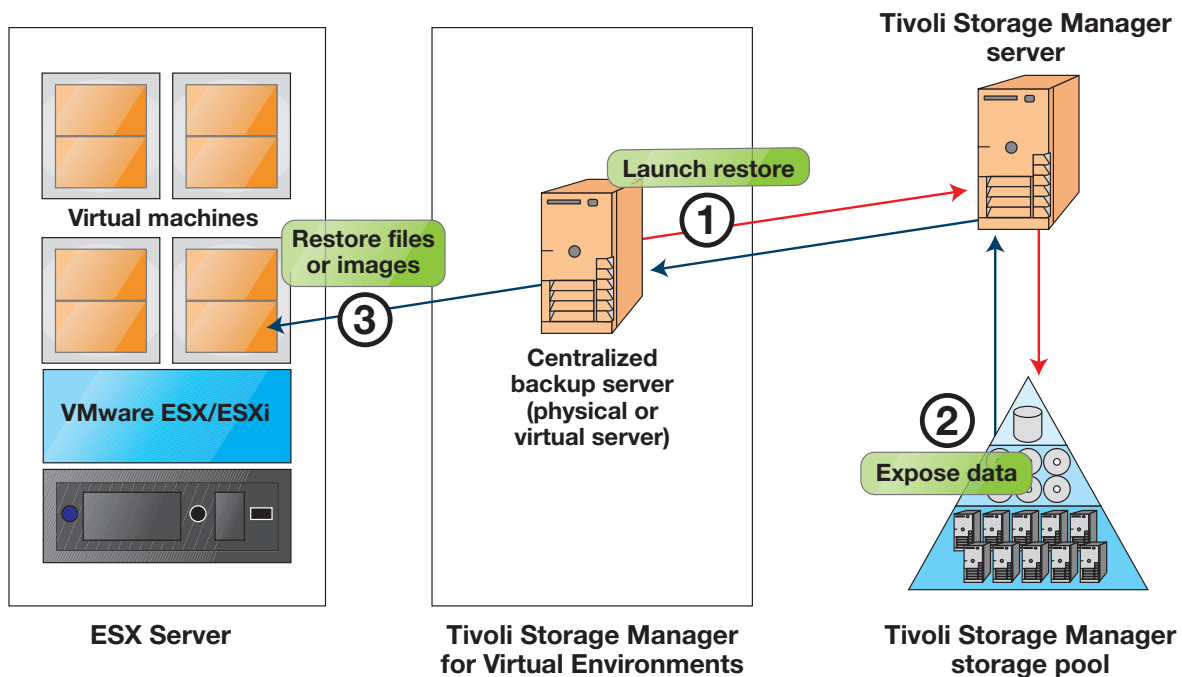 Tivoli Storage Manager
server
Launch restore
1
Virtual machines
Restore files
or images
3
Centralized
backup server
(physical or
virtual server)
VMware ESX/ESXi
2
Expose data
ESX Server
Tivoli Storage Manager
for Virtual Environments
Tivoli Storage Manager
storage pool